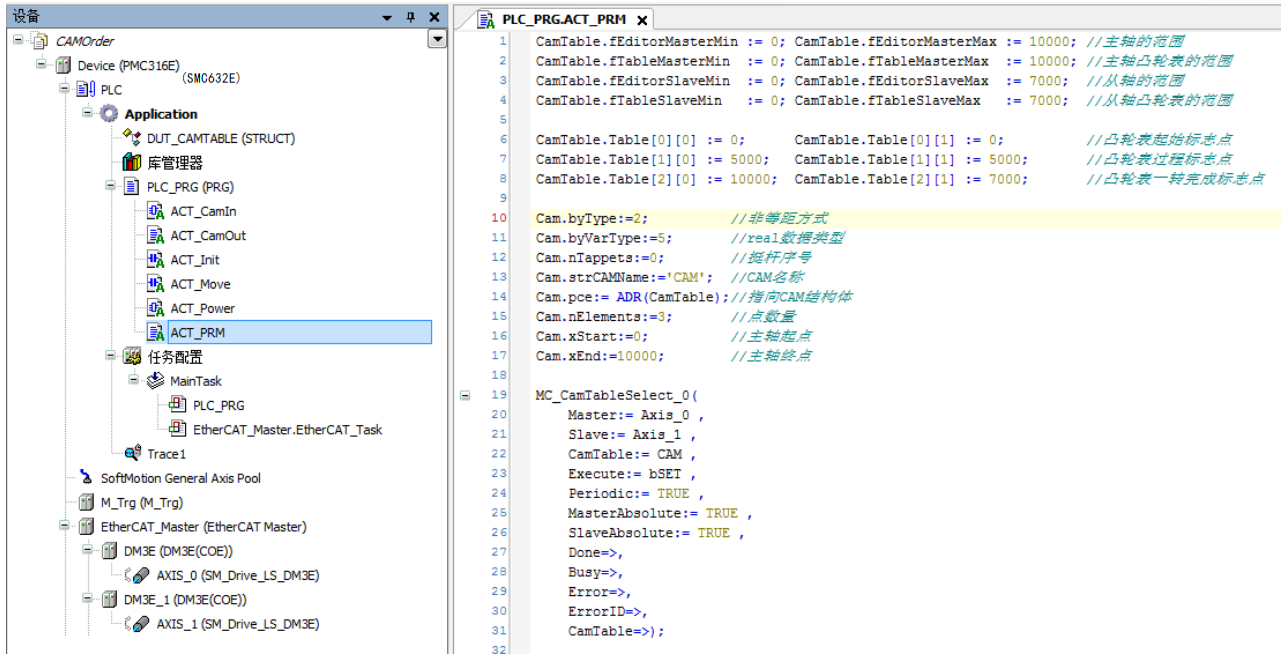 设备
CAMOrder
Device (PMC316E)
(SMC632E)
PLC
Application
DUT_CAMTABLE (STRUCT)
库管理器
PLC_PRG (PRG)
ACT_CamIn
ACT_CamOut
ACT_Init
ACT_Move
ACT_Power
ACT_PRM
任务配置
MainTask
PLC_PRG
EtherCAT_Master.EtherCAT_Task
Trace1
SoftMotion General Axis Pool
M_Trg (M_Trg)
EtherCAT_Master (EtherCAT Master)
DM3E (DM3E(COE))
AXIS_0 (SM_Drive_LS_DM3E)
DM3E_1 (DM3E(COE))
AXIS_1 (SM_Drive_LS_DM3E)
PLC_PRG.ACT_PRM
1 CamTable.fEditorMasterMin := 0; CamTable.fEditorMasterMax := 10000; //主轴的范围
2 CamTable.fTableMasterMin := 0; CamTable.fTableMasterMax := 10000; //主轴凸轮表的范围
3 CamTable.fEditorSlaveMin := 0; CamTable.fEditorSlaveMax := 7000; //从轴的范围
4 CamTable.fTableSlaveMin := 0; CamTable.fTableSlaveMax := 7000; //从轴凸轮表的范围
5
6 CamTable.Table[0][0] := 0; CamTable.Table[0][1] := 0; //凸轮表起始标志点
7 CamTable.Table[1][0] := 5000; CamTable.Table[1][1] := 5000; //凸轮表过程标志点
8 CamTable.Table[2][0] := 10000; CamTable.Table[2][1] := 7000; //凸轮表一转完成标志点
9
10 Cam.byType:=2; //非等距方式
11 Cam.byVarType:=5; //real数据类型
12 Cam.nTappets:=0; //挺杆序号
13 Cam.strCAMName:='CAM'; //CAM名称
14 Cam.pce:= ADR(CamTable);//指向CAM结构体
15 Cam.nElements:=3; //点数量
16 Cam.xStart:=0; //主轴起点
17 Cam.xEnd:=10000; //主轴终点
18
19 MC_CamTableSelect_0(
20 Master:= Axis_0 ,
21 Slave:= Axis_1 ,
22 CamTable:= CAM ,
23 Execute:= bSET ,
24 Periodic:= TRUE ,
25 MasterAbsolute:= TRUE ,
26 SlaveAbsolute:= TRUE ,
27 Done=>,
28 Busy=>,
29 Error=>,
30 ErrorID=>,
31 CamTable=>);
32